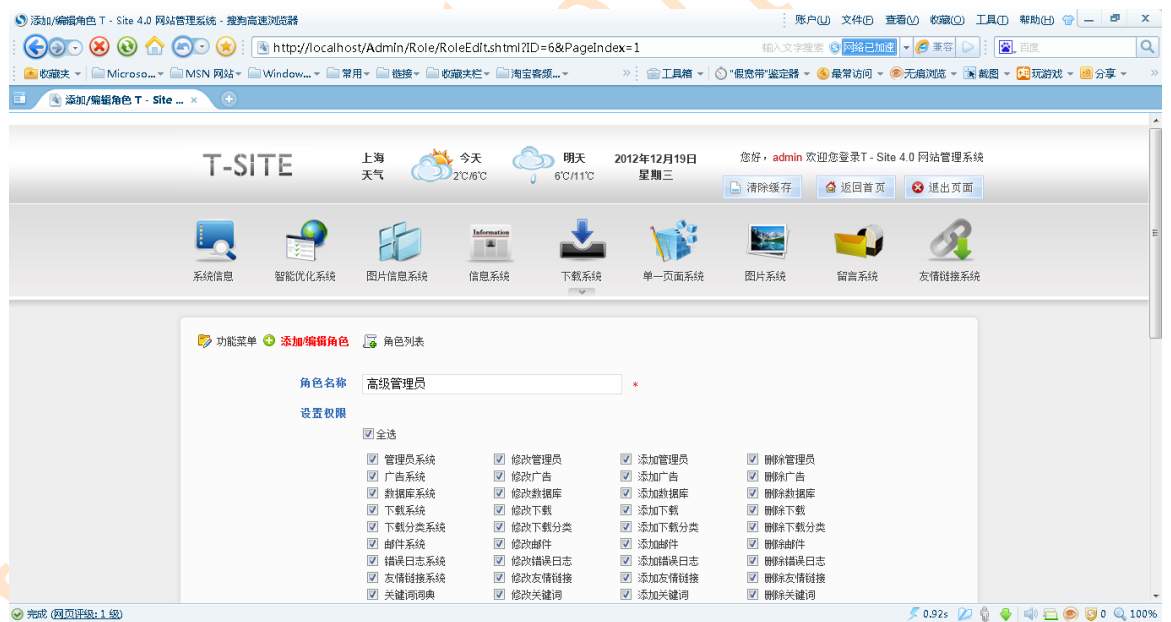 添加/编辑角色 T - Site 4.0 网站管理系统 - 搜狗高速浏览器
账户(U) 文件(F) 查看(V) 收藏(O) 工具(T) 帮助(H)
http://localhost/Admin/Role/RoleEdit.shtml?ID=6&PageIndex=1
输入文字搜索 网络已加速 兼容 百度
收藏夹 Microso... MSN 网站 Window... 常用 链接 收藏夹栏 淘宝客频... » 工具箱 "假宽带"鉴定器 最常访问 无痕浏览 截图 玩游戏 分享 »
添加/编辑角色 T - Site ... ×
T-SITE
上海 天气
今天 2℃/6℃
明天 6℃/11℃
2012年12月19日 星期三
您好,admin 欢迎您登录T - Site 4.0 网站管理系统
清除缓存 返回首页 退出页面
Information
系统信息 智能优化系统 图片信息系统 信息系统 下载系统 单一页面系统 图片系统 留言系统 友情链接系统
功能菜单 添加/编辑角色 角色列表
角色名称 高级管理员 *
设置权限
全选
管理员系统 修改管理员 添加管理员 删除管理员
广告系统 修改广告 添加广告 删除广告
数据库系统 修改数据库 添加数据库 删除数据库
下载系统 修改下载 添加下载 删除下载
下载分类系统 修改下载分类 添加下载分类 删除下载分类
邮件系统 修改邮件 添加邮件 删除邮件
错误日志系统 修改错误日志 添加错误日志 删除错误日志
友情链接系统 修改友情链接 添加友情链接 删除友情链接
关键词词典 修改关键词 添加关键词 删除关键词
完成 (网页评级: 1 级)
0.92s 0 100%